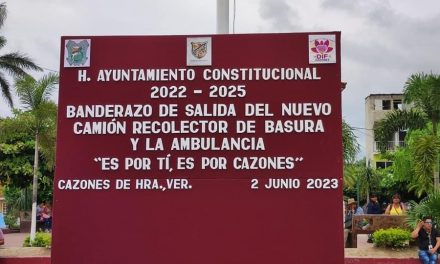 DIF
H. AYUNTAMIENTO CONSTITUCIONAL
2022 - 2025
BANDERAZO DE SALIDA DEL NUEVO
CAMIÓN RECOLECTOR DE BASURA
Y LA AMBULANCIA
"ES POR TÍ, ES POR CAZONES"
CAZONES DE HRA.,VER. 2 JUNIO 2023